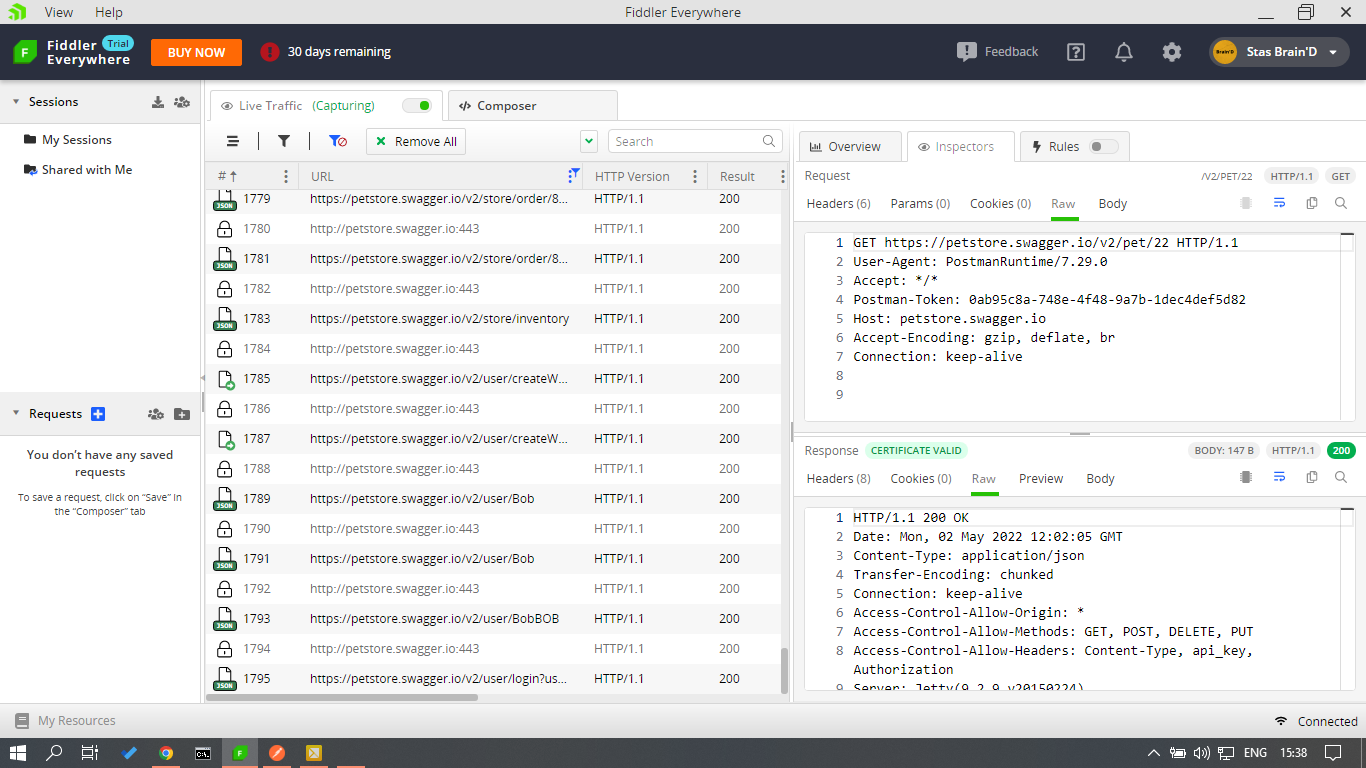 View Help Fiddler Everywhere
Fiddler Trial
Everywhere
BUY NOW
30 days remaining
Feedback
Stas Brain'D
Sessions
My Sessions
Shared with Me
Requests
You don't have any saved
requests
To save a request, click on "Save" in
the "Composer" tab
Live Traffic (Capturing)
Composer
Remove All
Search
# URL HTTP Version Result
1779 https://petstore.swagger.io/v2/store/order/8... HTTP/1.1 200
1780 http://petstore.swagger.io:443 HTTP/1.1 200
1781 https://petstore.swagger.io/v2/store/order/8... HTTP/1.1 200
1782 http://petstore.swagger.io:443 HTTP/1.1 200
1783 https://petstore.swagger.io/v2/store/inventory HTTP/1.1 200
1784 http://petstore.swagger.io:443 HTTP/1.1 200
1785 https://petstore.swagger.io/v2/user/createW... HTTP/1.1 200
1786 http://petstore.swagger.io:443 HTTP/1.1 200
1787 https://petstore.swagger.io/v2/user/createW... HTTP/1.1 200
1788 http://petstore.swagger.io:443 HTTP/1.1 200
1789 https://petstore.swagger.io/v2/user/Bob HTTP/1.1 200
1790 http://petstore.swagger.io:443 HTTP/1.1 200
1791 https://petstore.swagger.io/v2/user/Bob HTTP/1.1 200
1792 http://petstore.swagger.io:443 HTTP/1.1 200
1793 https://petstore.swagger.io/v2/user/BobBOB HTTP/1.1 200
1794 http://petstore.swagger.io:443 HTTP/1.1 200
1795 https://petstore.swagger.io/v2/user/login?us... HTTP/1.1 200
Overview
Inspectors
Rules
Request /V2/PET/22 HTTP/1.1 GET
Headers (6) Params (0) Cookies (0) Raw Body
1 GET https://petstore.swagger.io/v2/pet/22 HTTP/1.1
2 User-Agent: PostmanRuntime/7.29.0
3 Accept: */*
4 Postman-Token: 0ab95c8a-748e-4f48-9a7b-1dec4def5d82
5 Host: petstore.swagger.io
6 Accept-Encoding: gzip, deflate, br
7 Connection: keep-alive
8
9
Response CERTIFICATE VALID BODY: 147 B HTTP/1.1 200
Headers (8) Cookies (0) Raw Preview Body
1 HTTP/1.1 200 OK
2 Date: Mon, 02 May 2022 12:02:05 GMT
3 Content-Type: application/json
4 Transfer-Encoding: chunked
5 Connection: keep-alive
6 Access-Control-Allow-Origin: *
7 Access-Control-Allow-Methods: GET, POST, DELETE, PUT
8 Access-Control-Allow-Headers: Content-Type, api_key,
Authorization
9 Server: Jetty(9.2.9.v20150224)
My Resources
Connected
ENG 15:38